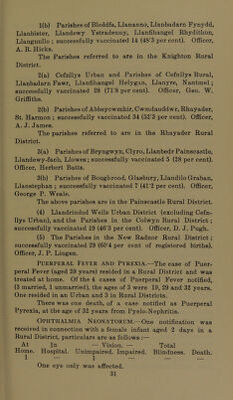 1(b) Parishes of Bleddfa, Llananno, Llanbadarn Fynydd,
Llanbister, Llandewy Ystradenny, Llanfihangel Rhydithon,
Llangunllo; successfully vaccinated 14 (48'3 per cent). Officer,
A. R. Hicks.
The Parishes referred to are in the Knighton Rural
District.
2(a) Cefnllys Urban and Parishes of Cefnllys Rural,
Llanbadarn Fawr, Llanfihangel Helygan, Llanyre, Nantmel;
successfully vaccinated 28 (71'8 per cent). Officer, Geo. W.
Griffiths.
2(b) Parishes of Abbeycwmhir, Cwmdauddwr, Rhayader,
St. Harmon; successfully vaccinated 34 (53'3 per cent). Officer,
A. J. James.
The parishes referred to are in the Rhayader Rural
District.
3(a) Parishes of Bryngwyn, Clyro, Llanbedr Painscastle,
Llandewy-fach, Llowes; successfully vaccinated 5 (28 per cent).
Officer, Herbert Butts.
3(b) Parishes of Boughrood, Glasbury, Llandilo Graban,
Llanstephan; successfully vaccinated 7 (41'2 per cent). Officer,
George P. Weale.
The above parishes are in the Painscastle Rural District.
(4) Llandrindod Wells Urban District (excluding Cefn-
llys Urban), and the Parishes in the Colwyn Rural District;
successfully vaccinated 19 (46'3 per cent). Officer, D. J. Pugh.
(5) The Parishes in the New Radnor Rural District;
successfully vaccinated 29 (60'4 per cent of registered births).
Officer, J. P. Lingen.
PUERPERAL FEVER AND PYREXIA.—The case of Puer-
peral Fever (aged 29 years) resided in a Rural District and was
treated at home. Of the 4 cases of Puerperal Fever notified,
(3 married, 1 unmarried), the ages of 3 were 19, 29 and 32 years.
One resided in an Urban and 3 in Rural Districts.
There was one death, of a case notified as Puerperal
Pyrexia, at the age of 32 years from Pyelo-Nephritis.
OPHTHALMIA NEONATORUM.—One notification was
received in connection with a female infant aged 2 days in a
Rural District, particulars are as follows:—
At In — Vision. — Total
Home. Hospital. Unimpaired. Impaired. Blindness. Death.
1 — 1 — — —
One eye only was affected.
31